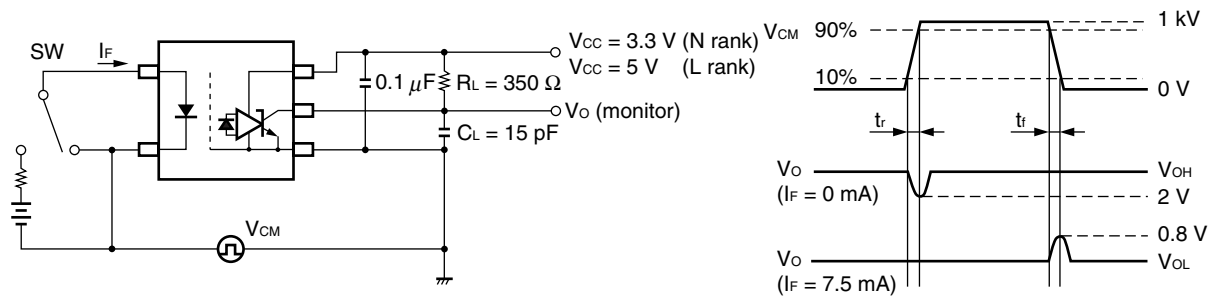 SW
IF
VCC = 3.3 V (N rank)
VCC = 5 V (L rank)
0.1 μF
RL = 350 Ω
VO (monitor)
CL = 15 pF
VCM
VCM 90%
1 kV
10%
0 V
tr
tf
VO
(IF = 0 mA)
VOH
2 V
0.8 V
VO
(IF = 7.5 mA)
VOL